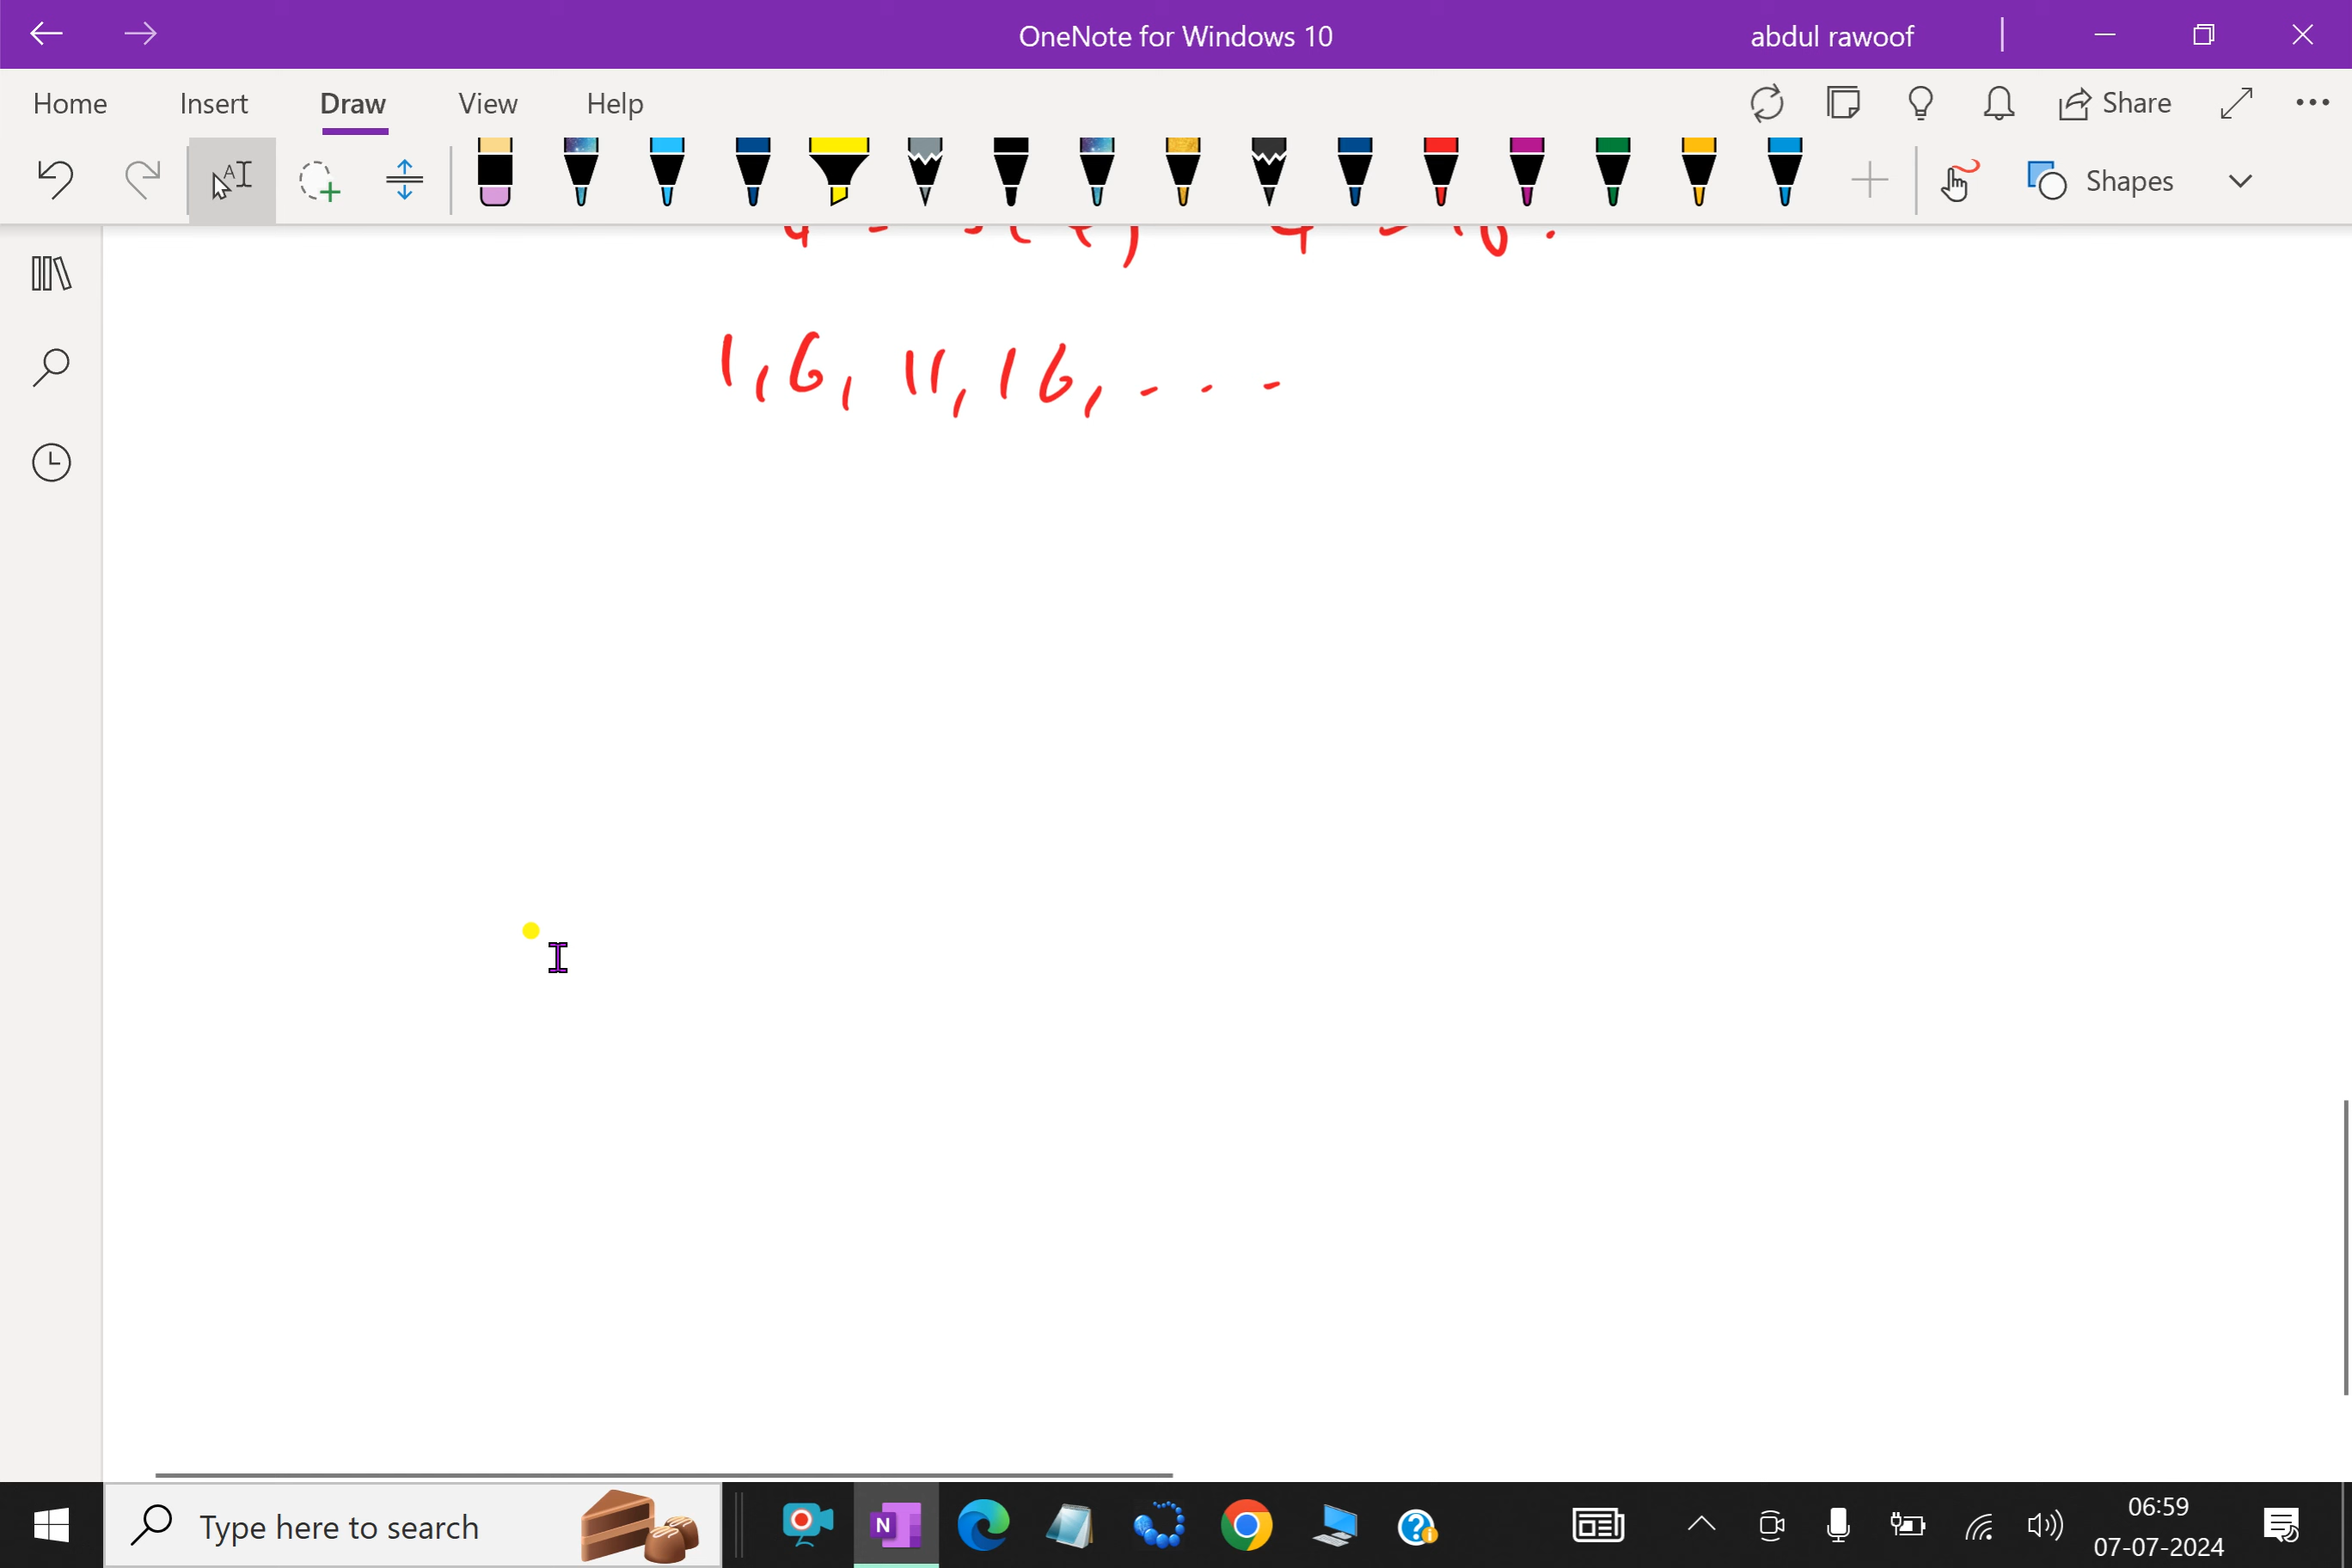 OneNote for Windows 10
abdul rawoof
Home Insert Draw View Help
Share
Shapes
1, 6, 11, 16, . . .
Type here to search
06:59
07-07-2024